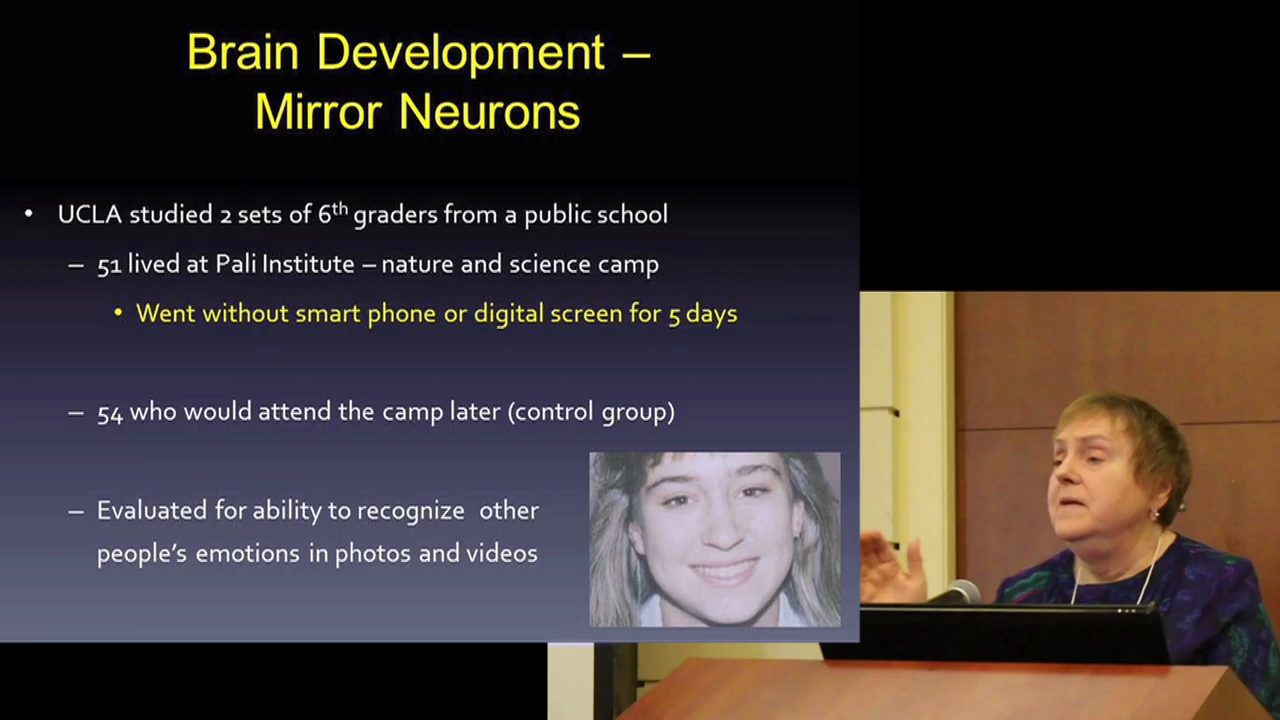 Brain Development –
Mirror Neurons
• UCLA studied 2 sets of 6th graders from a public school
– 51 lived at Pali Institute – nature and science camp
• Went without smart phone or digital screen for 5 days
– 54 who would attend the camp later (control group)
– Evaluated for ability to recognize other
people's emotions in photos and videos